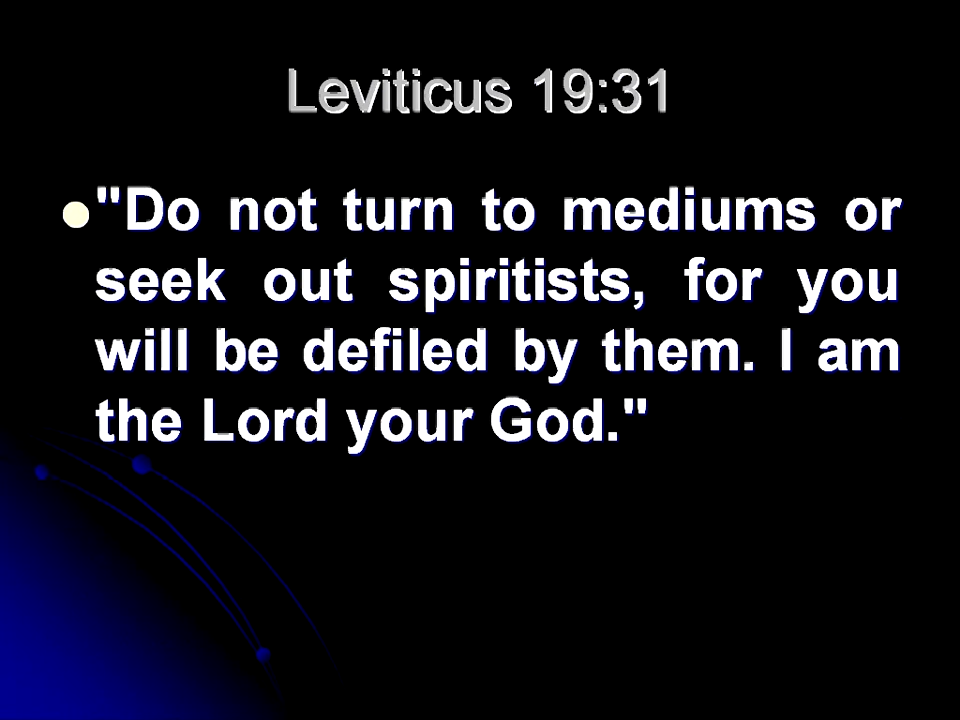 Leviticus 19:31
"Do not turn to mediums or
seek out spiritists, for you
will be defiled by them. I am
the Lord your God."